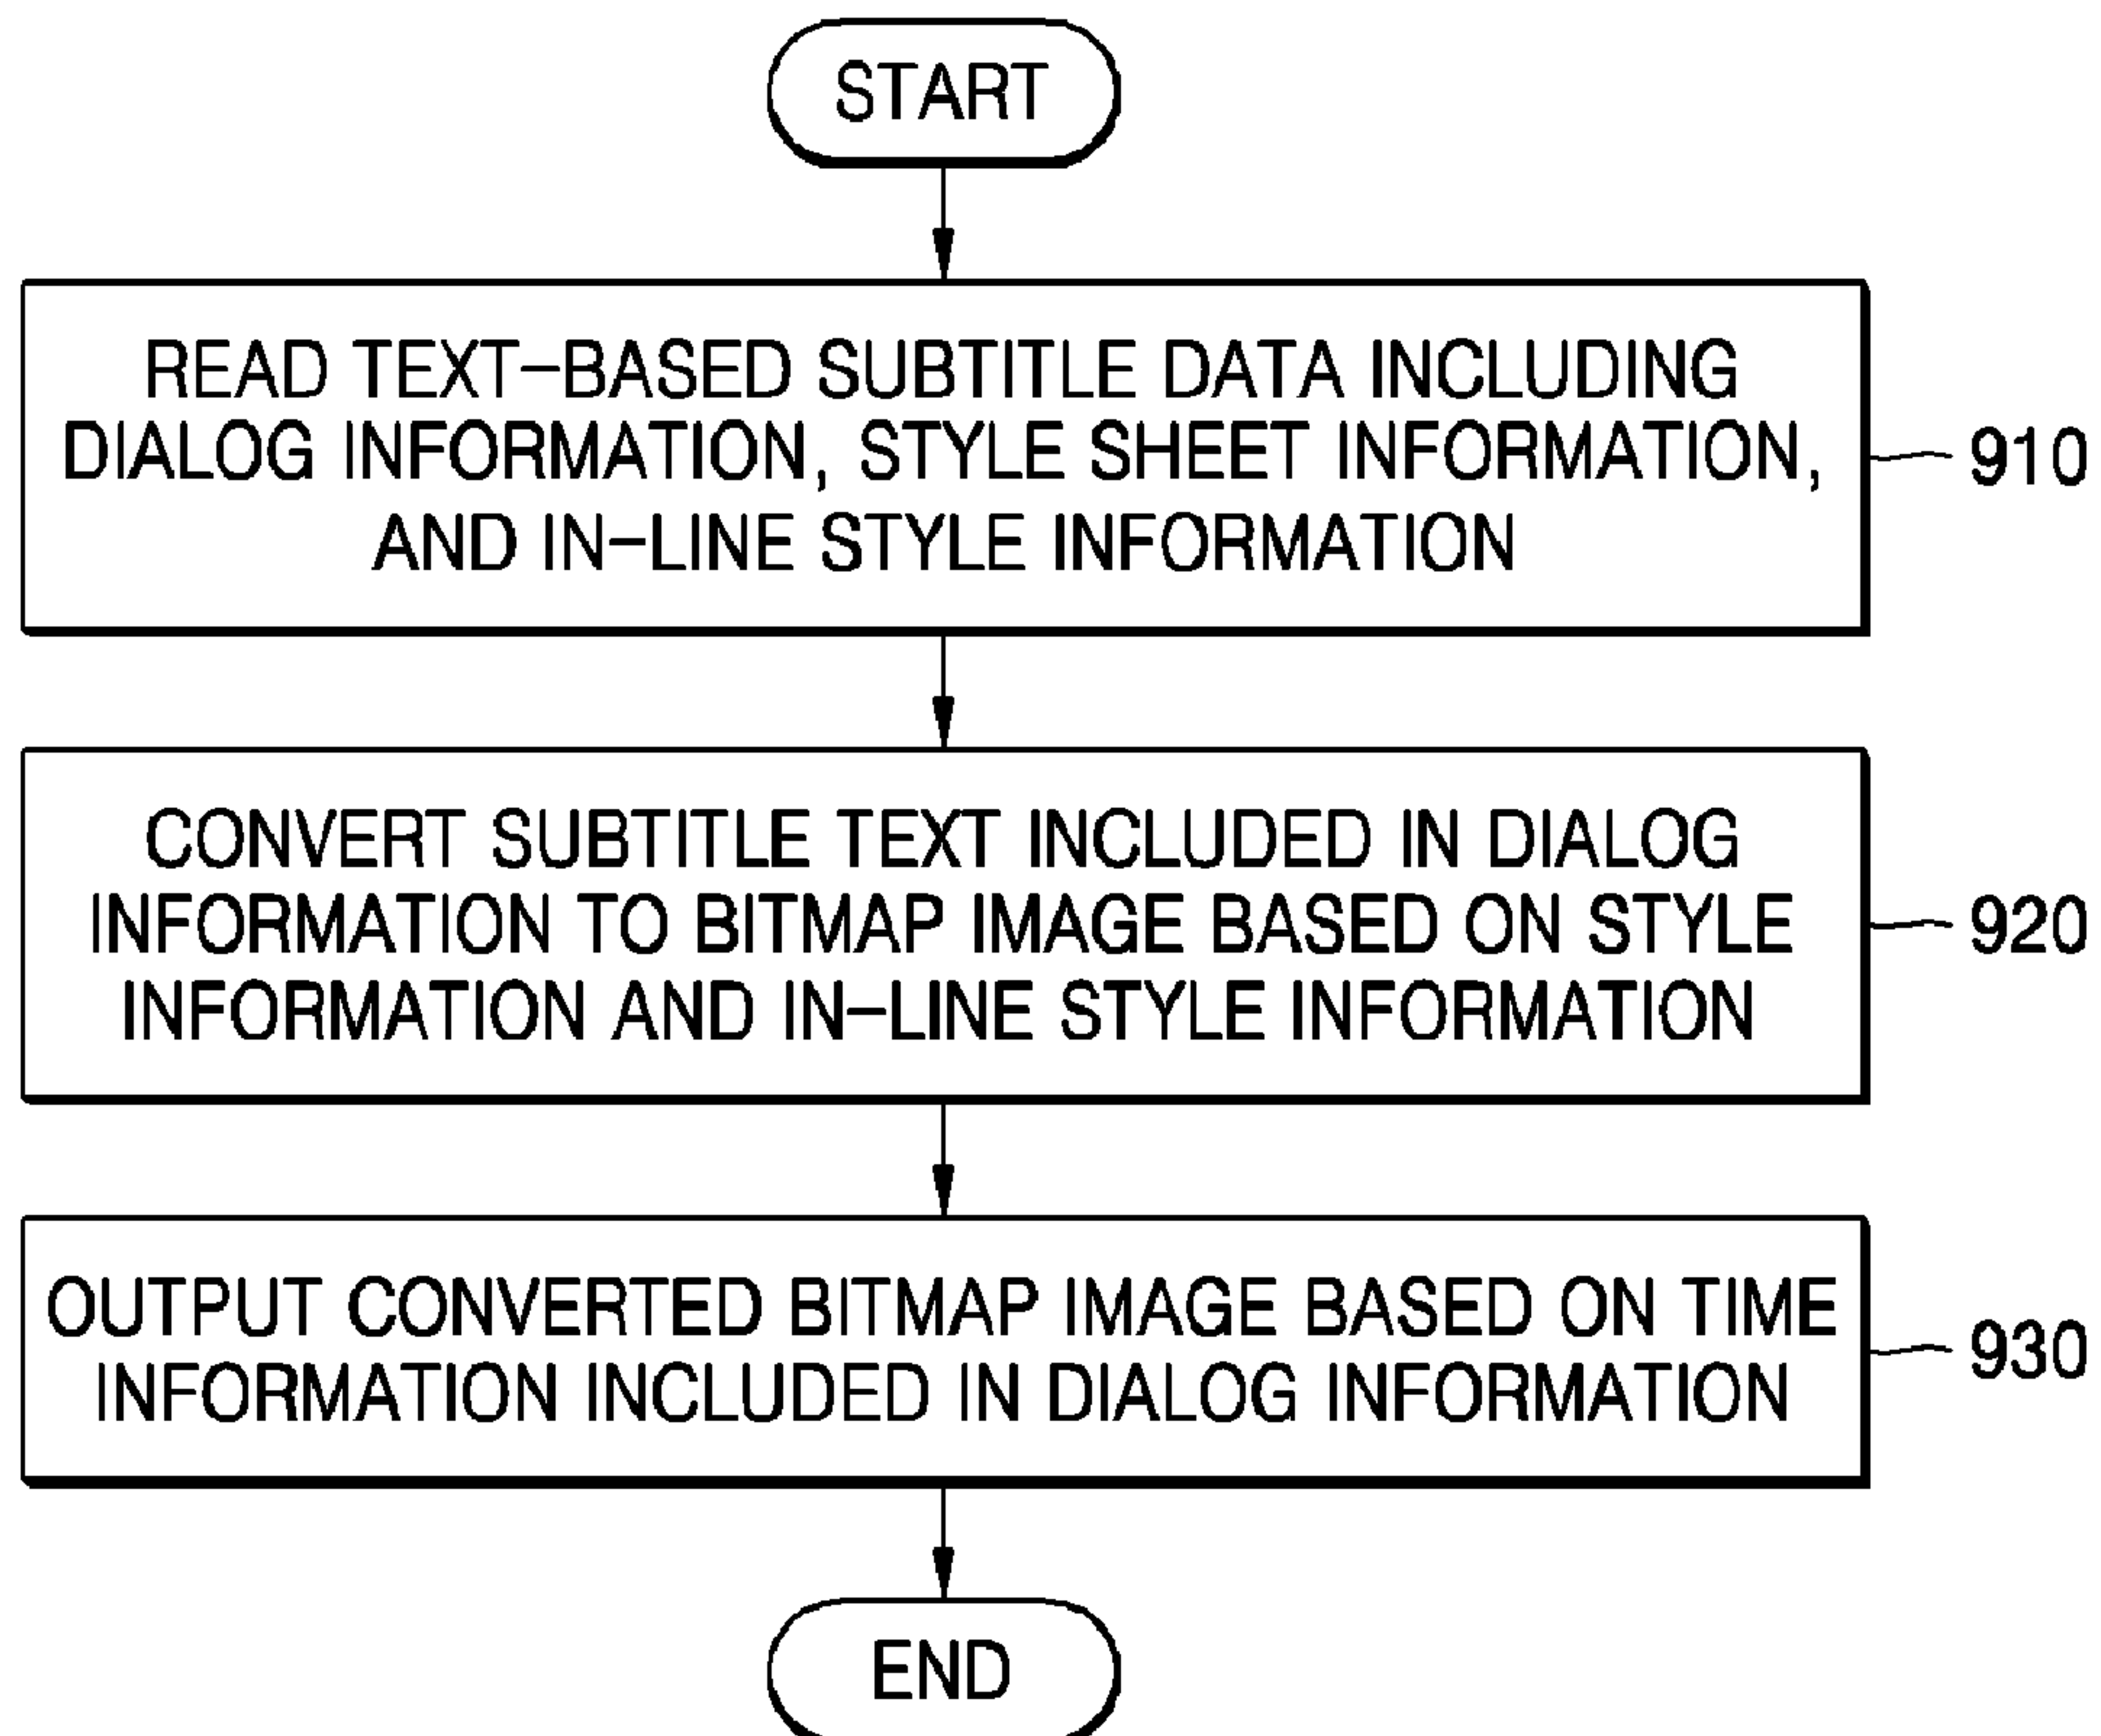 START
READ TEXT-BASED SUBTITLE DATA INCLUDING
DIALOG INFORMATION, STYLE SHEET INFORMATION,
AND IN-LINE STYLE INFORMATION
910
CONVERT SUBTITLE TEXT INCLUDED IN DIALOG
INFORMATION TO BITMAP IMAGE BASED ON STYLE
INFORMATION AND IN-LINE STYLE INFORMATION
920
OUTPUT CONVERTED BITMAP IMAGE BASED ON TIME
INFORMATION INCLUDED IN DIALOG INFORMATION
930
END